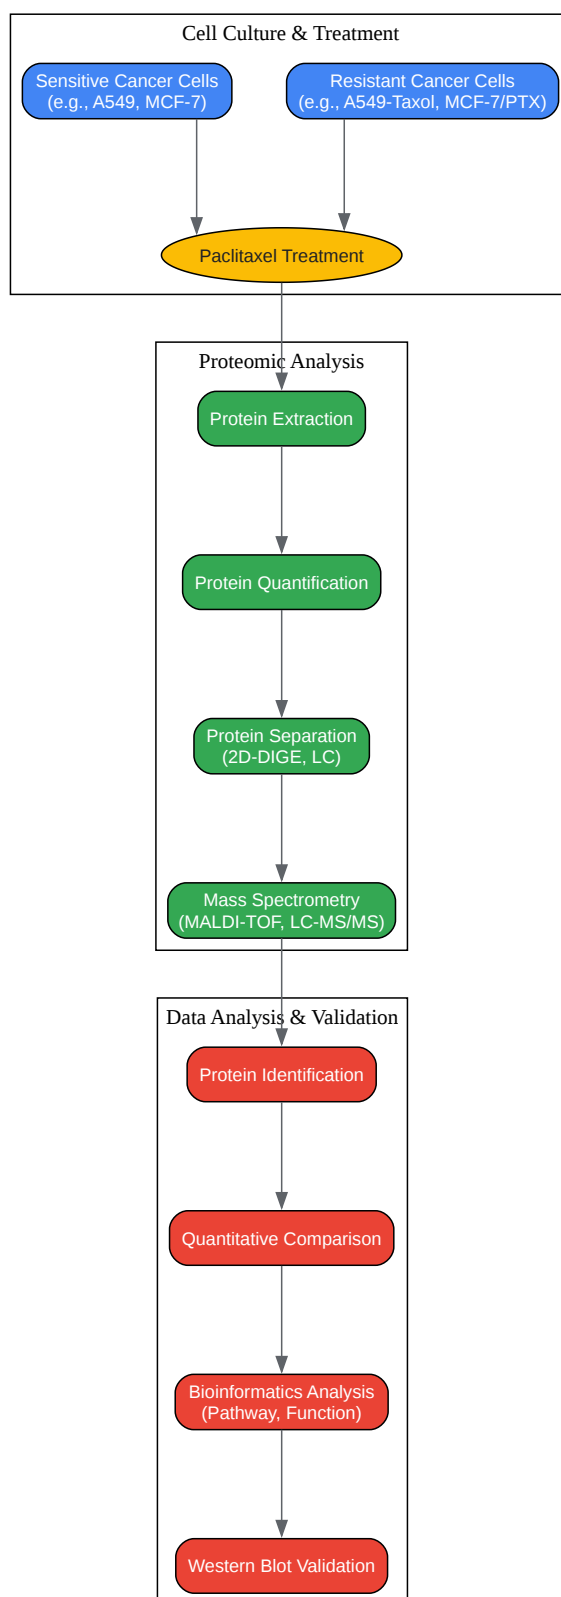 Cell Culture & Treatment
Sensitive Cancer Cells
(e.g., A549, MCF-7)
Resistant Cancer Cells
(e.g., A549-Taxol, MCF-7/PTX)
Paclitaxel Treatment
Proteomic Analysis
Protein Extraction
Protein Quantification
Protein Separation
(2D-DIGE, LC)
Mass Spectrometry
(MALDI-TOF, LC-MS/MS)
Data Analysis & Validation
Protein Identification
Quantitative Comparison
Bioinformatics Analysis
(Pathway, Function)
Western Blot Validation